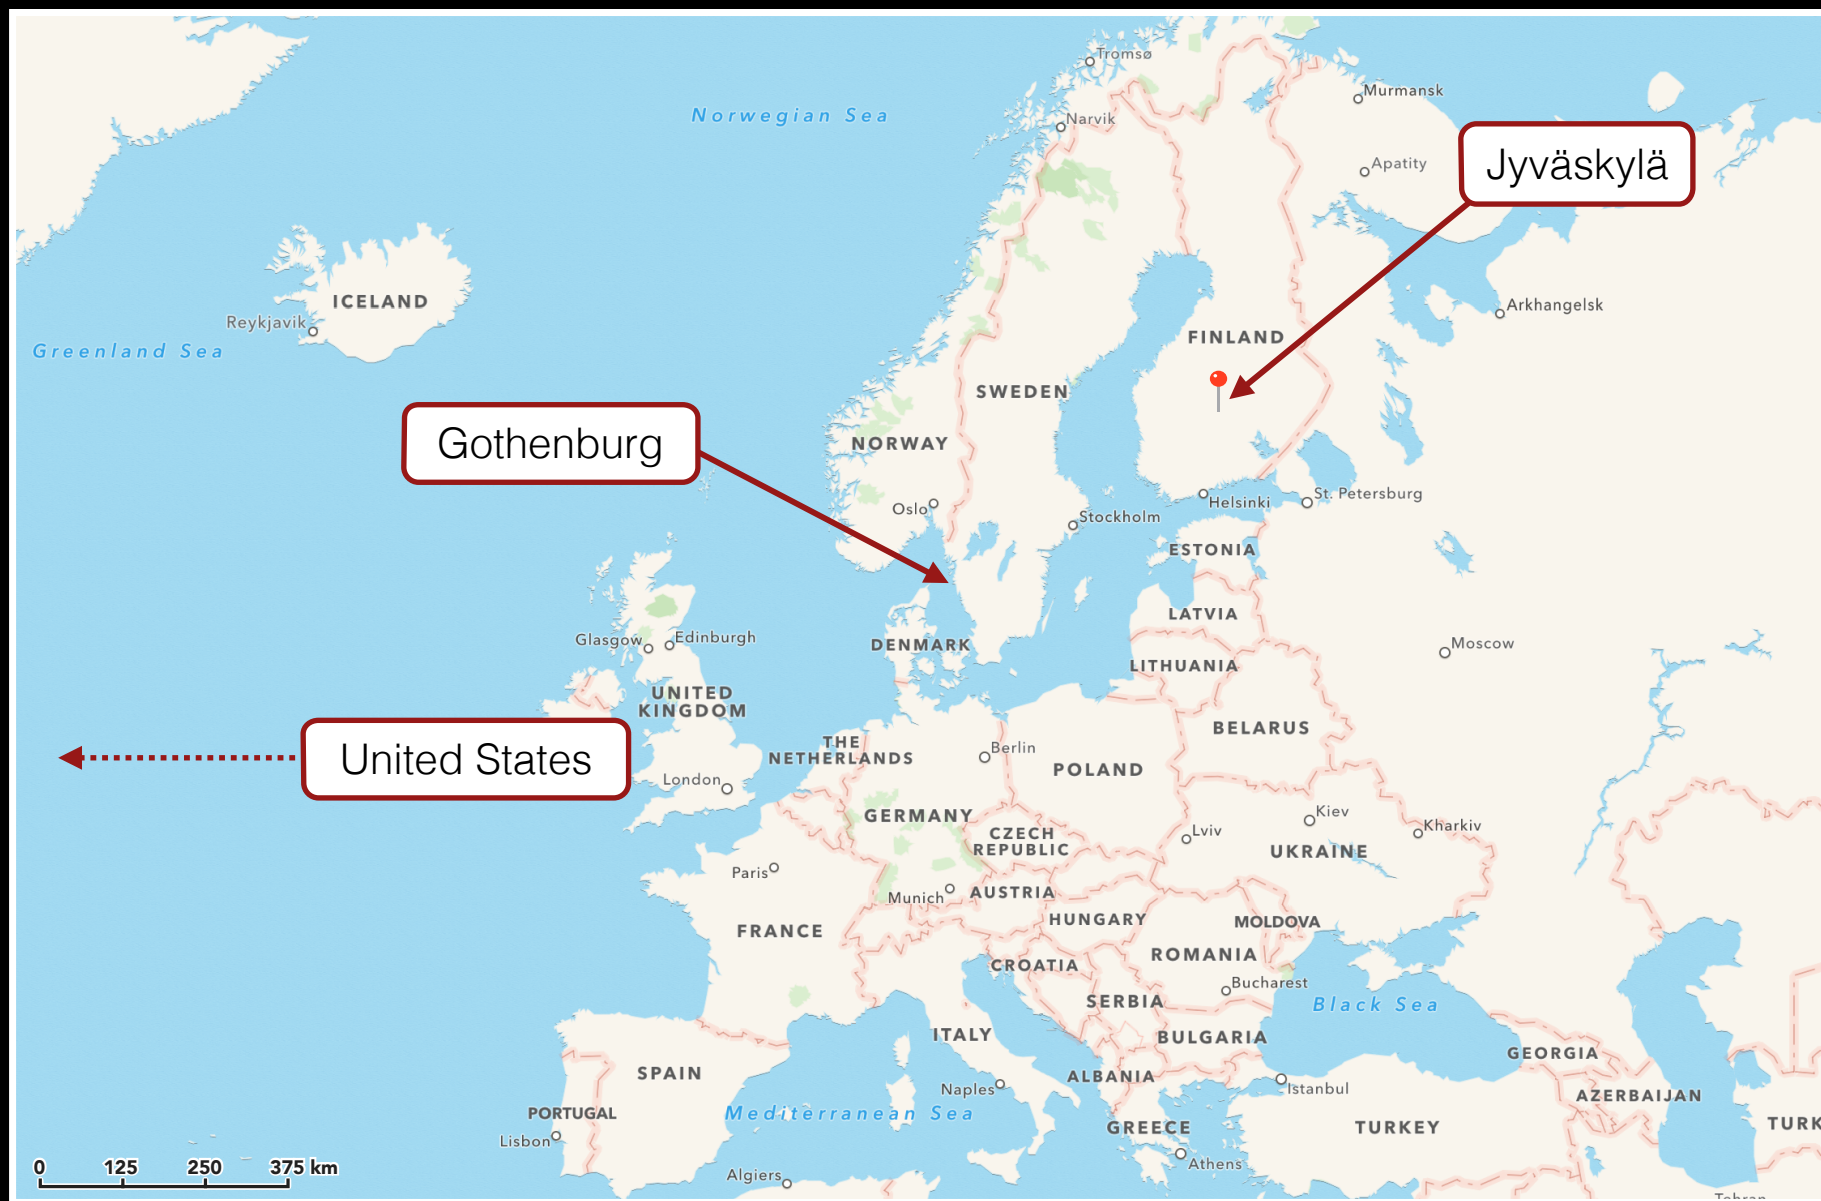 Tromsø
Murmansk
Norwegian Sea
Narvik
Jyväskylä
Apatity
ICELAND
Arkhangelsk
Reykjavik
FINLAND
Greenland Sea
SWEDEN
Gothenburg
NORWAY
St. Petersburg
Helsinki
Oslo
Stockholm
ESTONIA
LATVIA
Glasgow
Edinburgh
DENMARK
Moscow
LITHUANIA
UNITED
KINGDOM
BELARUS
THE
NETHERLANDS
Berlin
United States
POLAND
London
GERMANY
Kiev
Kharkiv
Lviv
CZECH
REPUBLIC
UKRAINE
Paris
Munich
AUSTRIA
HUNGARY
MOLDOVA
FRANCE
ROMANIA
CROATIA
Bucharest
SERBIA
Black Sea
ITALY
BULGARIA
GEORGIA
SPAIN
ALBANIA
Naples
Istanbul
AZERBAIJAN
PORTUGAL
Mediterranean Sea
GREECE
TURKEY
TURK
Lisbon
Athens
0 125 250 375 km
Algiers
Tehran